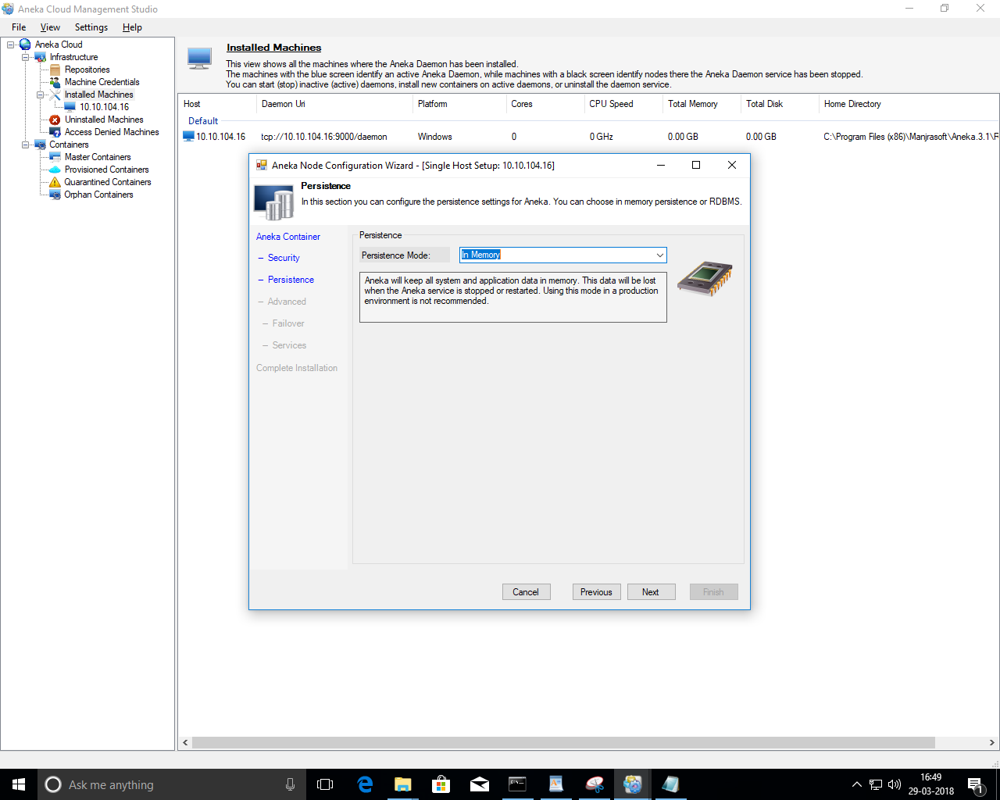 Aneka Cloud Management Studio
File View Settings Help
Aneka Cloud
Infrastructure
Repositories
Machine Credentials
Installed Machines
10.10.104.16
Uninstalled Machines
Access Denied Machines
Containers
Master Containers
Provisioned Containers
Quarantined Containers
Orphan Containers
Installed Machines
This view shows all the machines where the Aneka Daemon has been installed.
The machines with the blue screen identify an active Aneka Daemon, while machines with a black screen identify nodes there the Aneka Daemon service has been stopped.
You can start (stop) inactive (active) daemons, install new containers on active daemons, or uninstall the daemon service.
Host Daemon Uri Platform Cores CPU Speed Total Memory Total Disk Home Directory
Default
10.10.104.16 tcp://10.10.104.16:9000/daemon Windows 0 0 GHz 0.00 GB 0.00 GB C:\Program Files (x86)\Manjrasoft\Aneka.3.1\R
Aneka Node Configuration Wizard - [Single Host Setup: 10.10.104.16]
Persistence
In this section you can configure the persistence settings for Aneka. You can choose in memory persistence or RDBMS.
Aneka Container
– Security
– Persistence
– Advanced
– Failover
– Services
Complete Installation
Persistence
Persistence Mode: In Memory
Aneka will keep all system and application data in memory. This data will be lost
when the Aneka service is stopped or restarted. Using this mode in a production
environment is not recommended.
Cancel Previous Next Finish
Ask me anything
16:49
29-03-2018
1